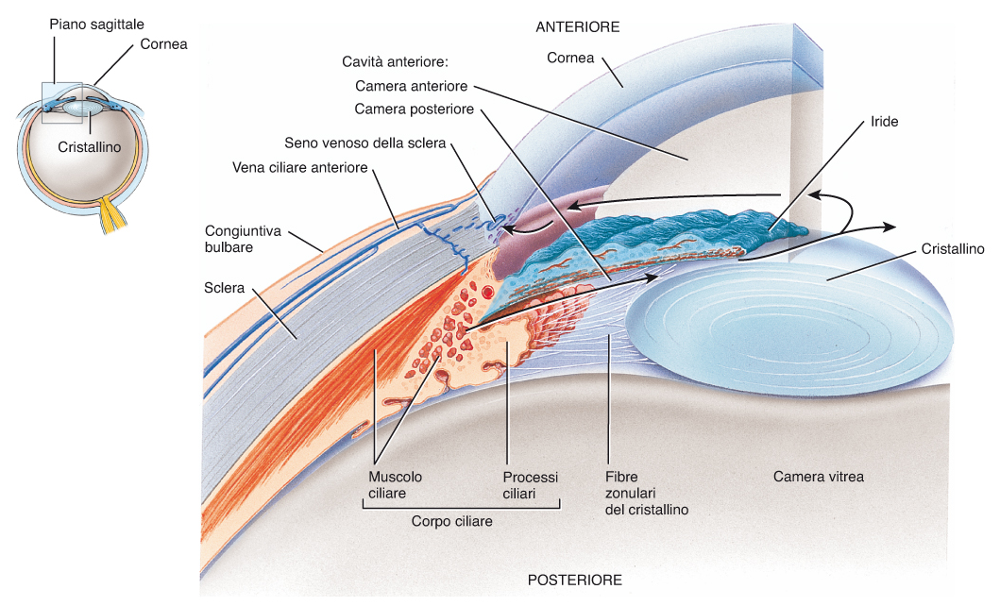 Piano sagittale
Cornea
Cristallino
ANTERIORE
Cornea
Cavità anteriore:
Camera anteriore
Camera posteriore
Iride
Seno venoso della sclera
Vena ciliare anteriore
Congiuntiva
bulbare
Cristallino
Sclera
Muscolo
ciliare
Processi
ciliari
Fibre
zonulari
del cristallino
Camera vitrea
Corpo ciliare
POSTERIORE